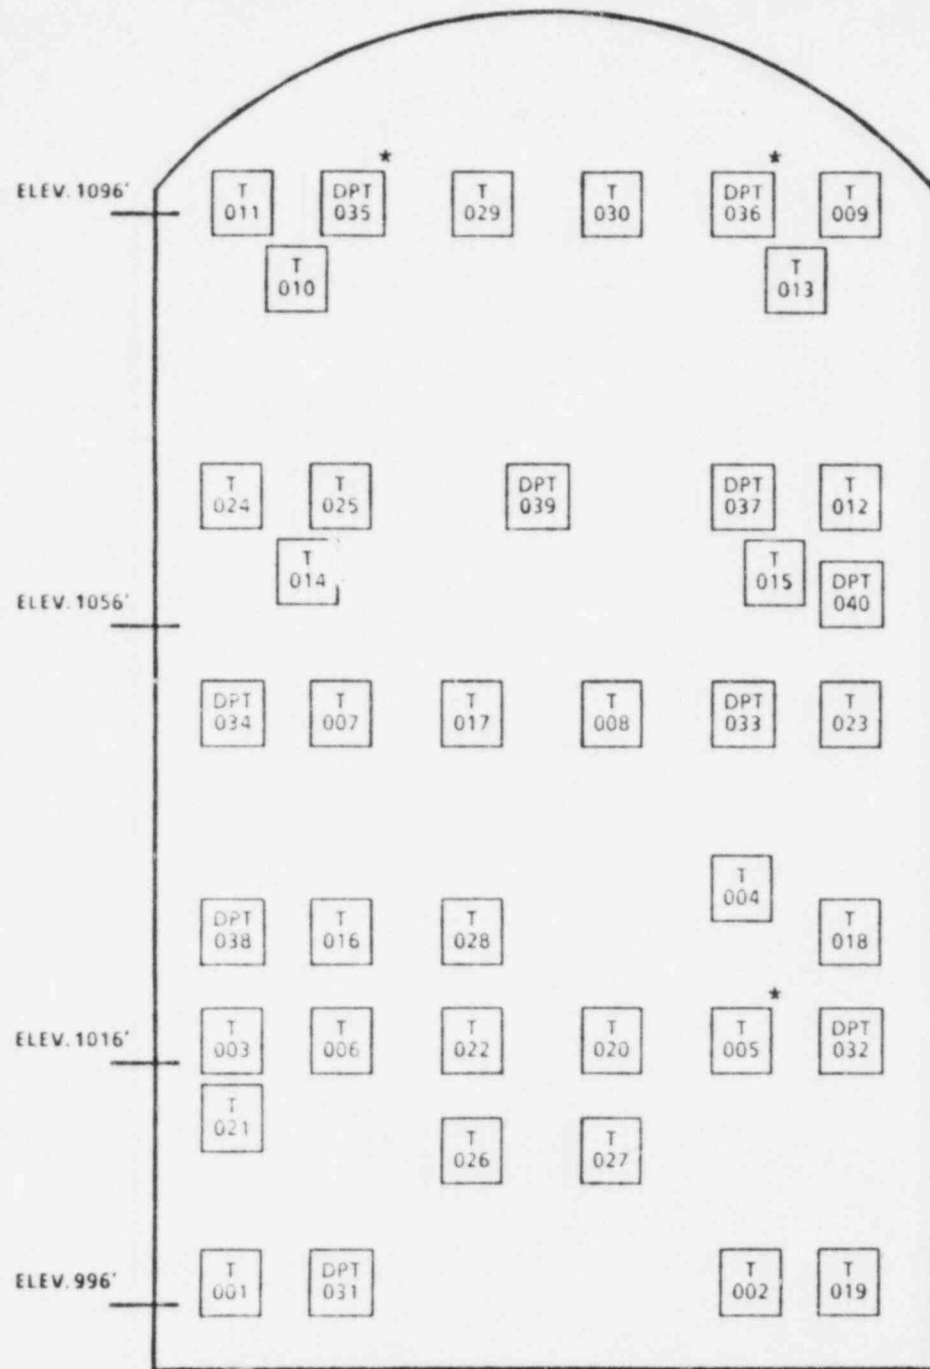 * *
ELEV. 1096'
T DPT T T DPT T
011 035 029 030 036 009
T T
010 013
T T DPT DPT T
024 025 039 037 012
T T DPT
014 015 040
ELEV. 1056'
DPT T T T DPT T
034 007 017 008 033 023
T
004
DPT T T T
038 016 028 018
*
ELEV. 1016'
T T T T T DPT
003 006 022 020 005 032
T
021
T T
026 027
ELEV. 996'
T DPT T T
001 031 002 019